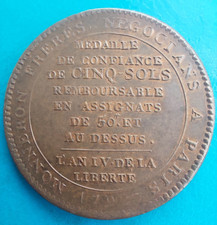 MONNERON FRERES NEGOCIANS A PARIS
MEDAILLE
DE CONFIANCE
DE CINQ-SOLS
REMBOURSABLE
EN ASSIGNATS
DE 50 ET
AU DESSUS.
L'AN IV DE LA
LIBERTE